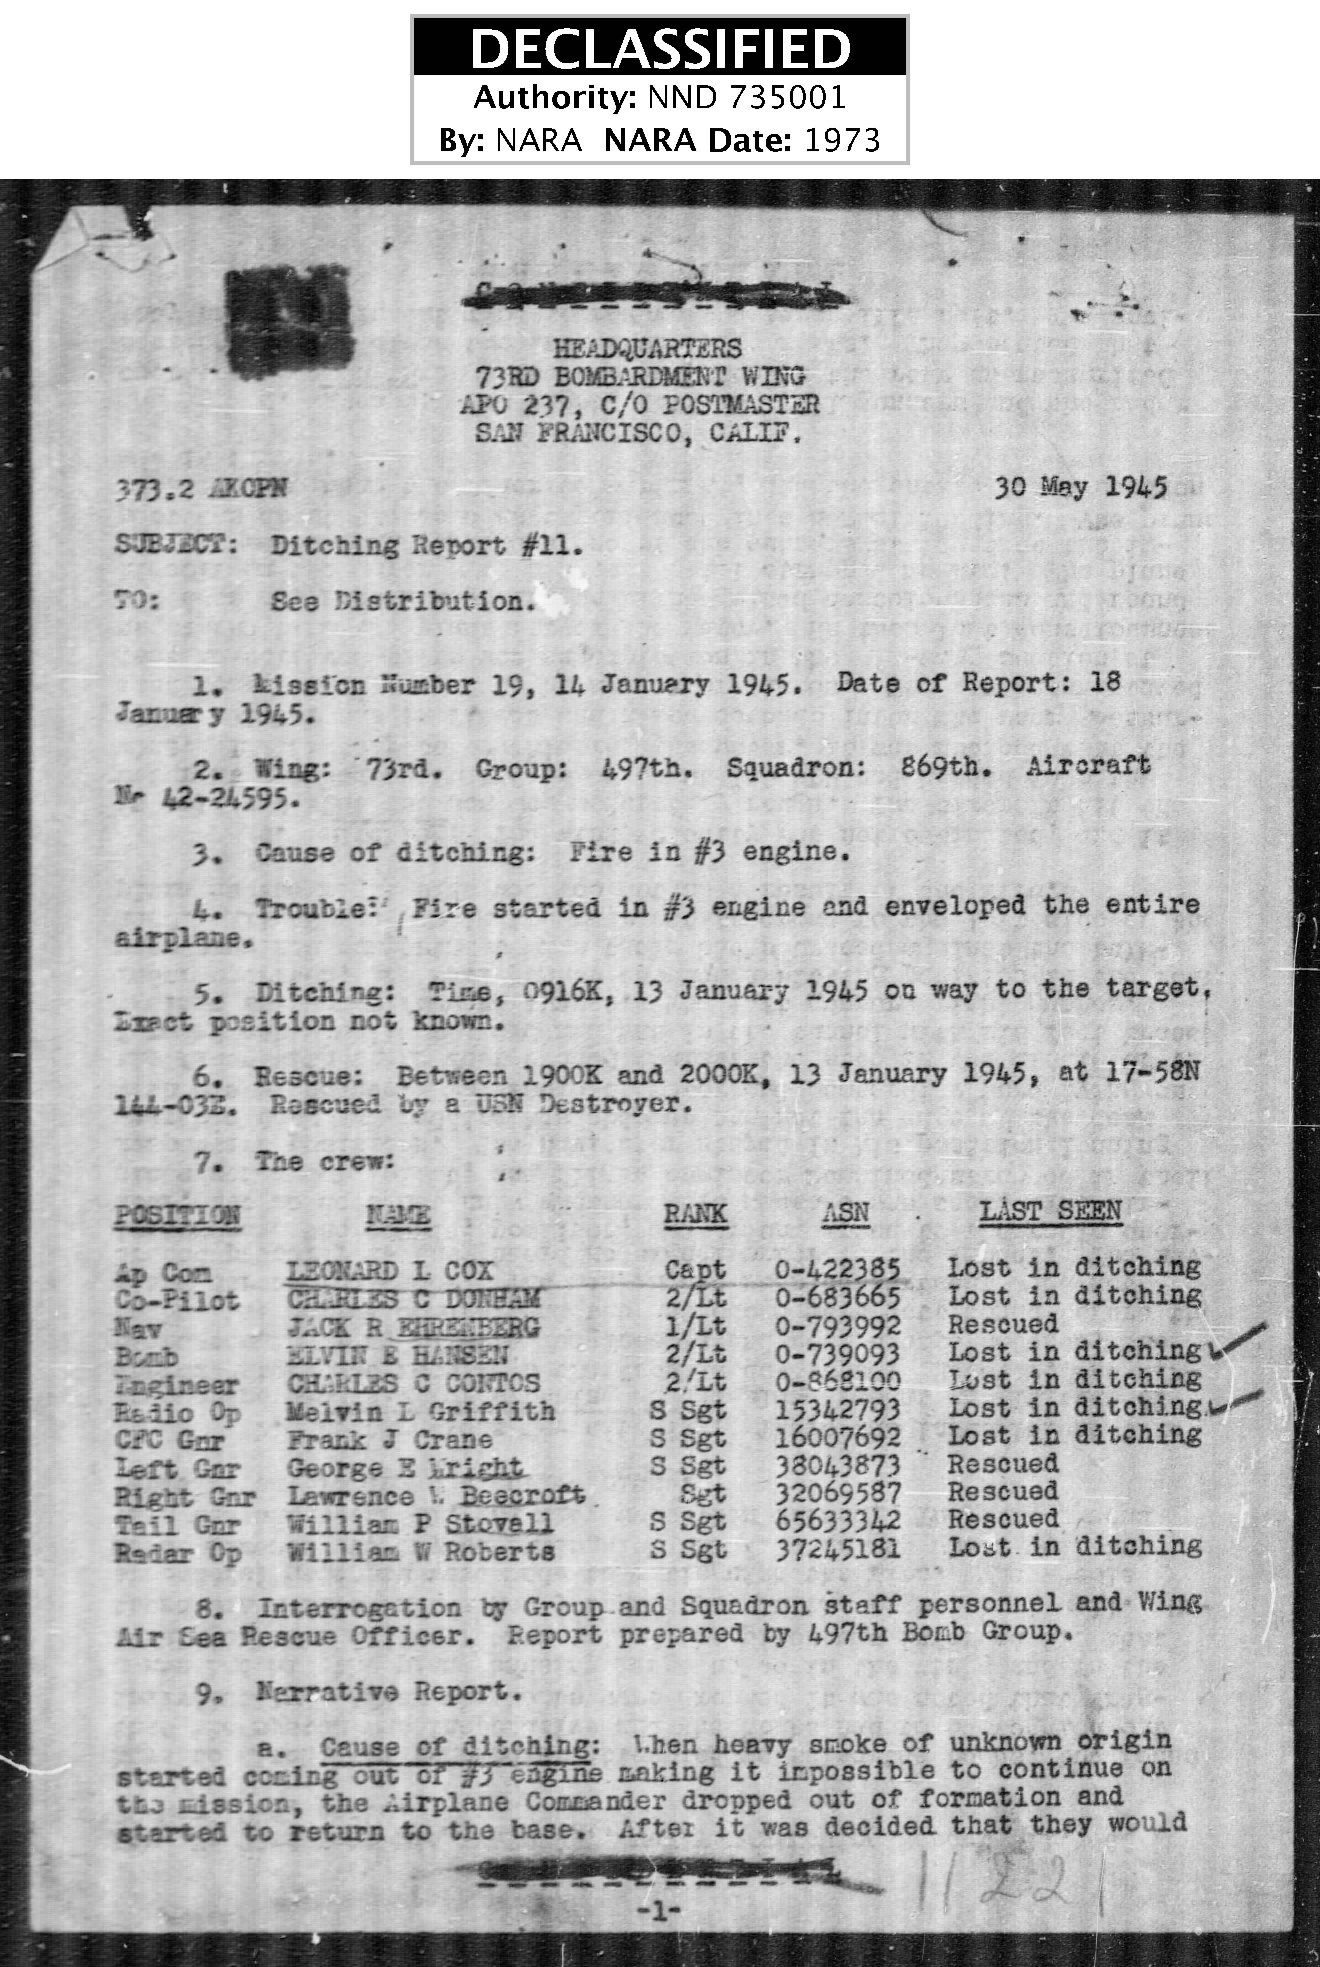 DECLASSIFIED
Authority: NND 735001
By: NARA NARA Date: 1973
HEADQUARTERS
73RD BOMBARDMENT WING
APO 237, C/O POSTMASTER
SAN FRANCISCO, CALIF.
373.2 AKOPN 30 May 1945
SUBJECT: Ditching Report #11.
TO: See Distribution.
1. Mission Number 19, 14 January 1945. Date of Report: 18
January 1945.
2. Wing: 73rd. Group: 497th. Squadron: 869th. Aircraft
Nr 42-24595.
3. Cause of ditching: Fire in #3 engine.
4. Trouble: Fire started in #3 engine and enveloped the entire
airplane.
5. Ditching: Time, 0916K, 13 January 1945 on way to the target.
Exact position not known.
6. Rescue: Between 1900K and 2000K, 13 January 1945, at 17-58N
144-03E. Rescued by a USN Destroyer.
7. The crew:
POSITION NAME RANK ASN LAST SEEN
Ap Com LEONARD L COX Capt 0-422385 Lost in ditching
Co-Pilot CHARLES C DONHAM 2/Lt 0-683665 Lost in ditching
Nav JACK R EHRENBERG 1/Lt 0-793992 Rescued
Bomb ELVIN E HANSEN 2/Lt 0-739093 Lost in ditching
Engineer CHARLES C CONTOS 2/Lt 0-868100 Lost in ditching
Radio Op Melvin L Griffith S Sgt 15342793 Lost in ditching
CFC Gnr Frank J Crane S Sgt 16007692 Lost in ditching
Left Gnr George E Wright S Sgt 38043873 Rescued
Right Gnr Lawrence W Beecroft Sgt 32069587 Rescued
Tail Gnr William P Stovall S Sgt 65633342 Rescued
Radar Op William W Roberts S Sgt 37245181 Lost in ditching
8. Interrogation by Group and Squadron staff personnel and Wing
Air Sea Rescue Officer. Report prepared by 497th Bomb Group.
9. Narrative Report.
a. Cause of ditching: When heavy smoke of unknown origin
started coming out of #3 engine making it impossible to continue on
the mission, the Airplane Commander dropped out of formation and
started to return to the base. After it was decided that they would
1122
-1-